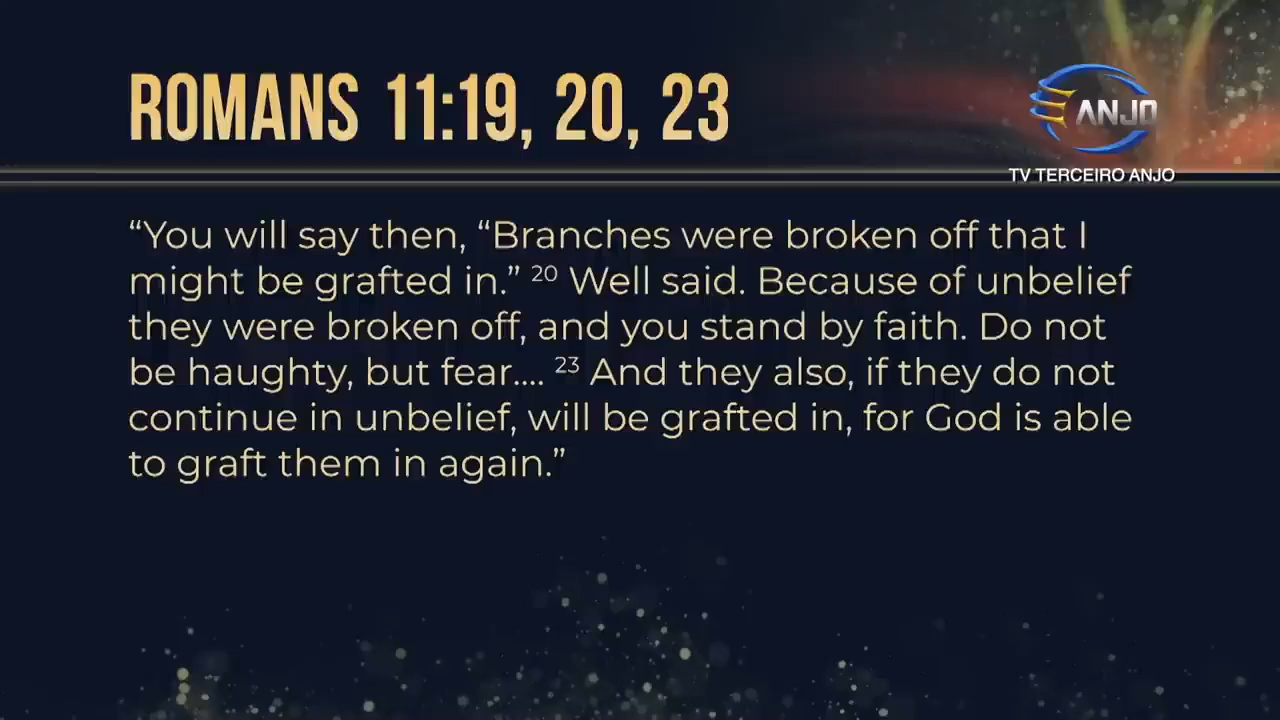 ROMANS 11:19, 20, 23
ANJO
TV TERCEIRO ANJO
“You will say then, “Branches were broken off that I
might be grafted in.” 20 Well said. Because of unbelief
they were broken off, and you stand by faith. Do not
be haughty, but fear.... 23 And they also, if they do not
continue in unbelief, will be grafted in, for God is able
to graft them in again.”